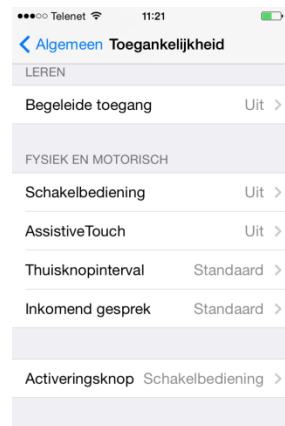 Telenet 11:21
Algemeen Toegankelijkheid
LEREN
Begeleide toegang Uit
FYSIEK EN MOTORISCH
Schakelbediening Uit
AssistiveTouch Uit
Thuisknopinterval Standaard
Inkomend gesprek Standaard
Activeringsknop Schakelbediening